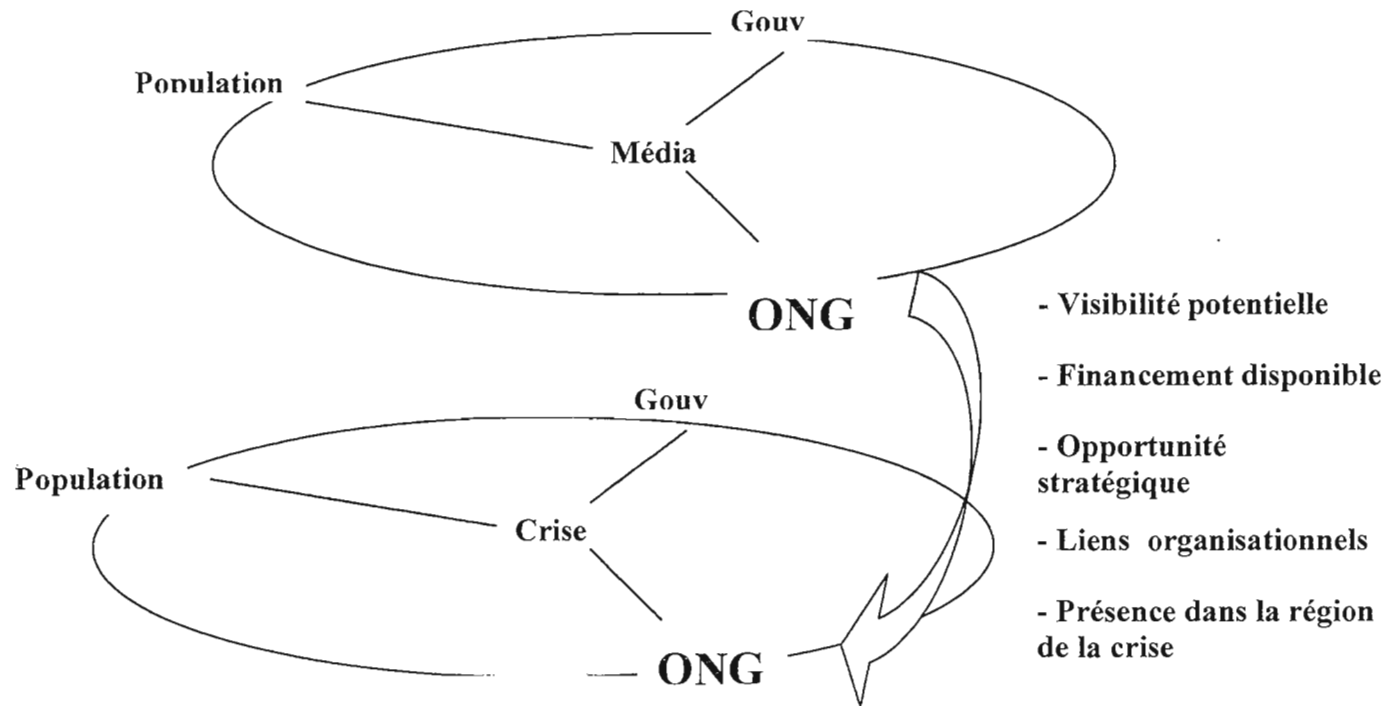 Gouv
Population
Média
ONG
- Visibilité potentielle
- Financement disponible
Gouv
- Opportunité
stratégique
Population
Crise
- Liens organisationnels
- Présence dans la région
de la crise
ONG